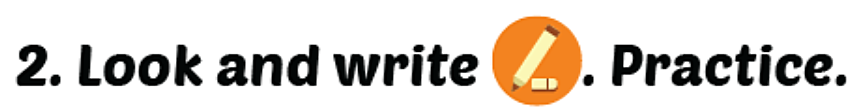 2. Look and write . Practice.